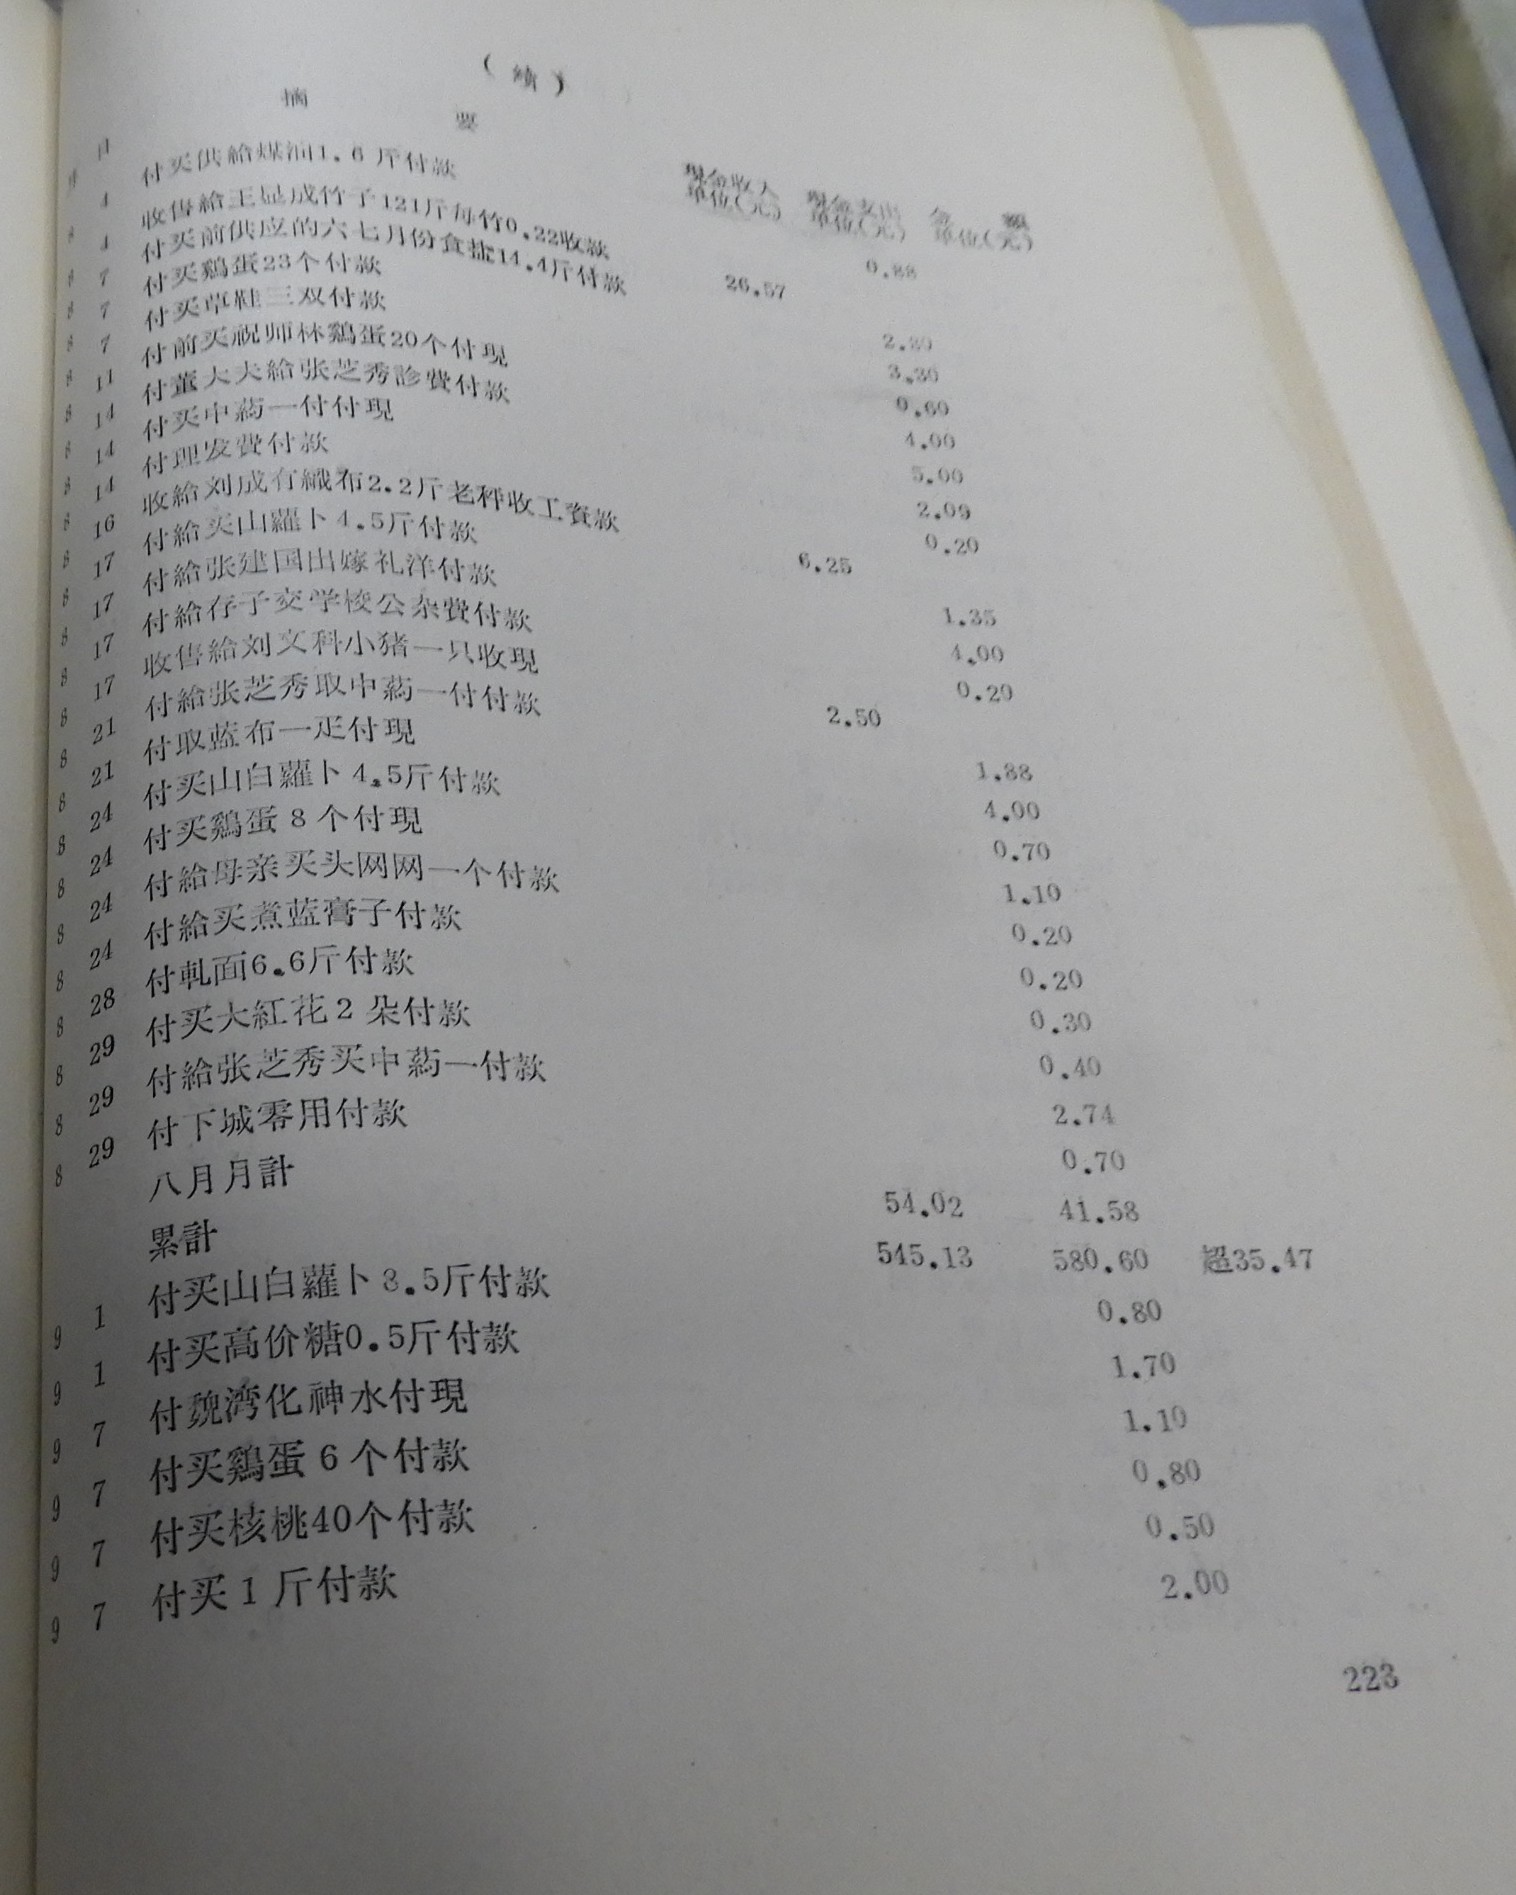 (續)
月 日 摘 要 現金收入 單位(元) 現金支出 單位(元) 金額 單位(元)
8 4 付买供給煤油1.6斤付款 0.88
8 4 收售給王显成竹子121斤每竹0.22收款 26.57
8 7 付买前供应的六七月份食盐14.4斤付款
8 7 付买鷄蛋23个付款 3.30
8 7 付买草鞋三双付款 0.60
8 11 付前买祝师林鷄蛋20个付現 4.00
8 14 付董大夫給张芝秀診費付款 5.00
8 14 付买中葯一付付現 2.09
8 14 付理发費付款 0.20
8 16 收給刘成有織布2.2斤老秤收工資款 6.25
8 17 付給买山蘿卜4.5斤付款 1.35
8 17 付給张建国出嫁礼洋付款 4.00
8 17 付給存子交学校公杂費付款 0.20
8 17 收售給刘文科小猪一只收現 2.50
8 21 付給张芝秀取中葯一付付款 1.88
8 21 付取蓝布一疋付現 4.00
8 24 付买山白蘿卜4.5斤付款 0.70
8 24 付买鷄蛋8个付現 1.10
8 24 付給母亲买头网网一个付款 0.20
8 24 付給买煮蓝膏子付款 0.20
8 28 付軋面6.6斤付款 0.30
8 29 付买大紅花2朵付款 0.40
8 29 付給张芝秀买中葯一付款 2.74
8 29 付下城零用付款 0.70
八月月計 54.02 41.58
累計 545.13 580.60 超35.47
9 1 付买山白蘿卜3.5斤付款 0.80
9 1 付买高价糖0.5斤付款 1.70
9 7 付魏湾化神水付現 1.10
9 7 付买鷄蛋6个付款 0.80
9 7 付买核桃40个付款 0.50
9 7 付买1斤付款 2.00
223